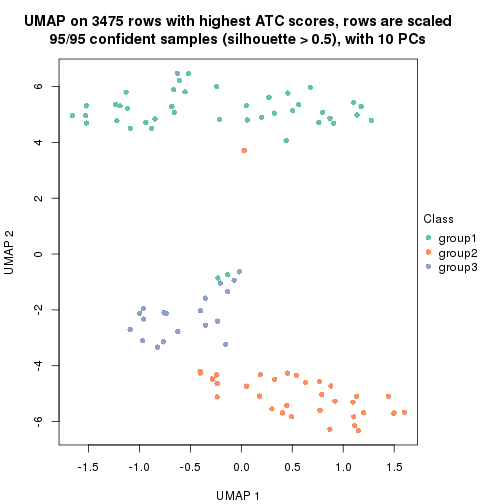 UMAP on 3475 rows with highest ATC scores, rows are scaled
95/95 confident samples (silhouette > 0.5), with 10 PCs
6
4
2
0
-2
-4
-6
UMAP 2
-1.5 -1.0 -0.5 0.0 0.5 1.0 1.5
UMAP 1
Class
group1
group2
group3